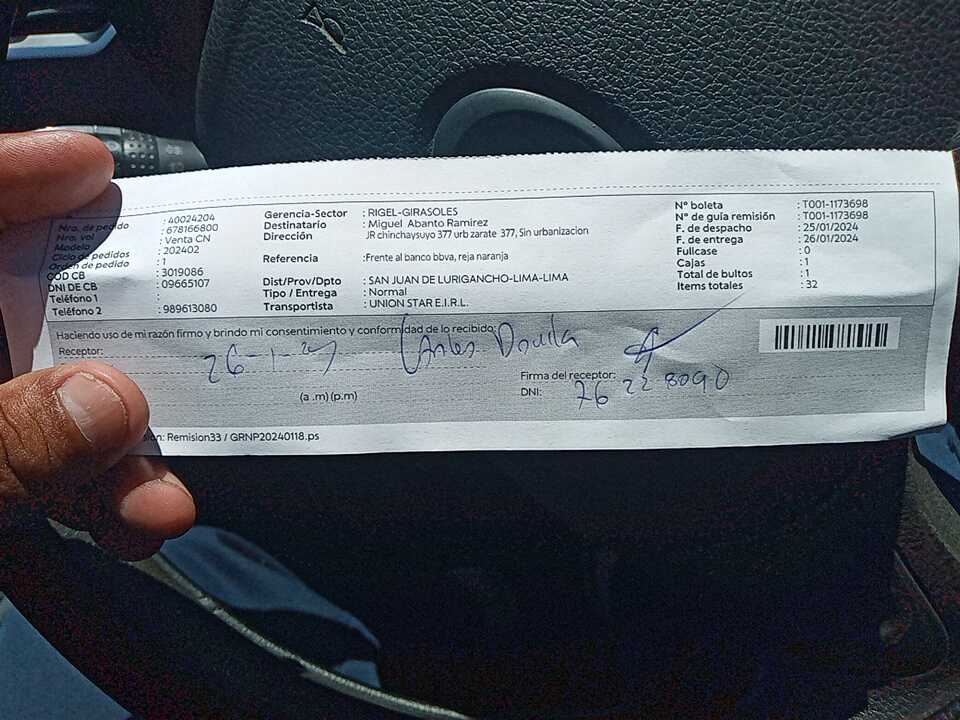 Nro. de pedido : 40024204
Nro. vol : 678166800
Modelo : Venta CN
Ciclo de pedidos : 202402
Orden de pedido : 1
COD CB : 3019086
DNI DE CB : 09665107
Teléfono 1 :
Teléfono 2 : 989613080
Gerencia-Sector : RIGEL-GIRASOLES
Destinatario : Miguel Abanto Ramirez
Dirección JR chinchaysuyo 377 urb zarate 377, Sin urbanizacion
Referencia :Frente al banco bbva, reja naranja
Dist/Prov/Dpto : SAN JUAN DE LURIGANCHO-LIMA-LIMA
Tipo / Entrega : Normal
Transportista : UNION STAR E.I.R.L.
N° boleta : T001-1173698
N° de guía remisión : T001-1173698
F. de despacho : 25/01/2024
F. de entrega : 26/01/2024
Fullcase : 0
Cajas : 1
Total de bultos : 1
Items totales : 32
Haciendo uso de mi razón firmo y brindo mi consentimiento y conformidad de lo recibido:
Receptor: Carlos Davila
26-1-24
(a .m) (p.m)
Firma del receptor:
DNI: 76228090
: Remision33 / GRNP20240118.ps